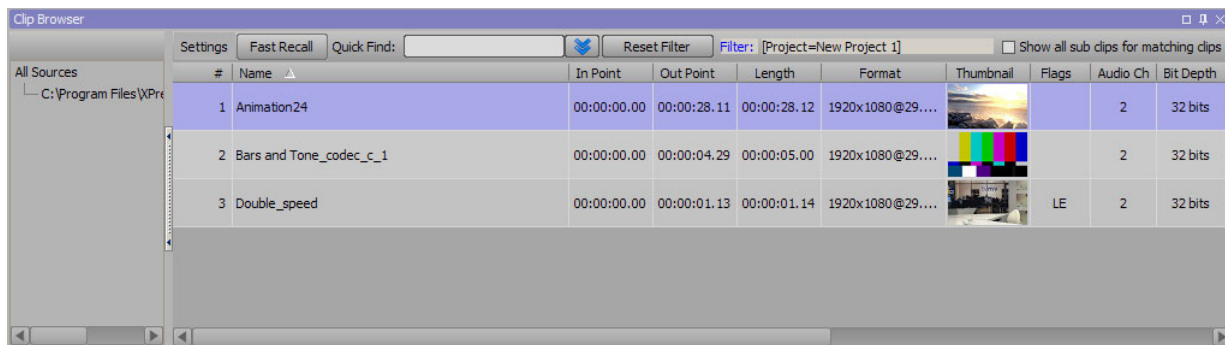 Clip Browser
Settings Fast Recall Quick Find: Reset Filter Filter: [Project=New Project 1] Show all sub clips for matching clips
All Sources
C:\Program Files\XPre
# Name In Point Out Point Length Format Thumbnail Flags Audio Ch Bit Depth
1 Animation24 00:00:00.00 00:00:28.11 00:00:28.12 1920x1080@29.... 2 32 bits
2 Bars and Tone_codec_c_1 00:00:00.00 00:00:04.29 00:00:05.00 1920x1080@29.... 2 32 bits
3 Double_speed 00:00:00.00 00:00:01.13 00:00:01.14 1920x1080@29.... LE 2 32 bits